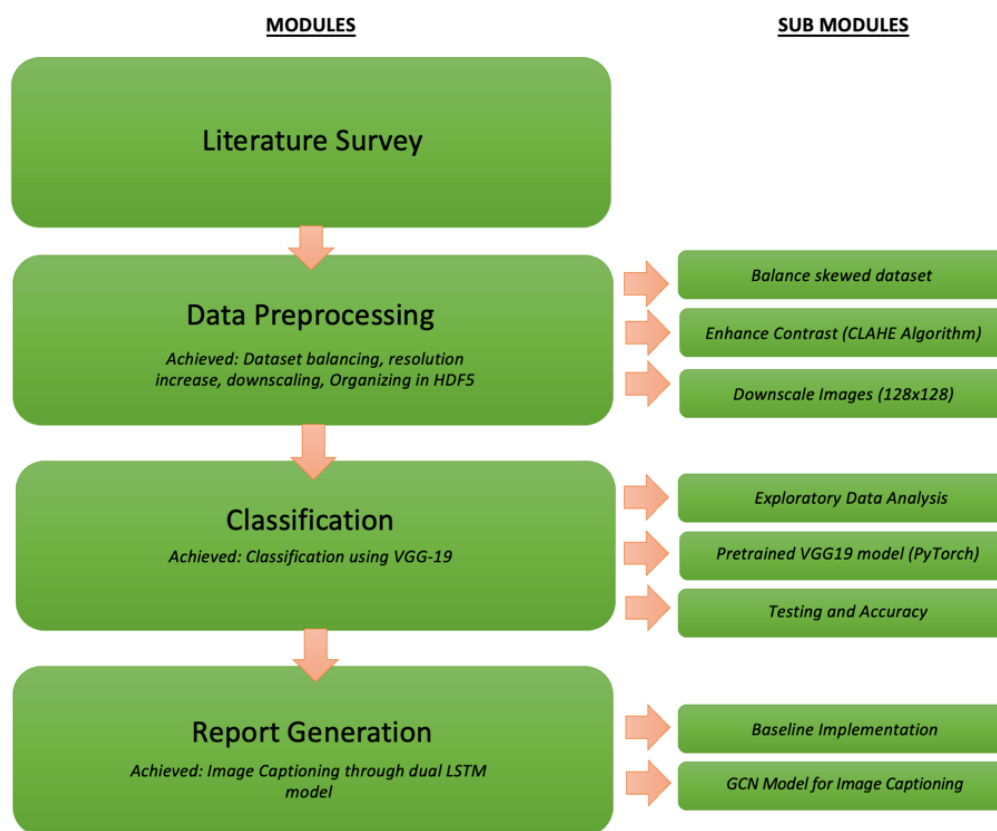 MODULES
SUB MODULES
Literature Survey
Data Preprocessing
Achieved: Dataset balancing, resolution
increase, downscaling, Organizing in HDF5
Balance skewed dataset
Enhance Contrast (CLAHE Algorithm)
Downscale Images (128x128)
Classification
Achieved: Classification using VGG-19
Exploratory Data Analysis
Pretrained VGG19 model (PyTorch)
Testing and Accuracy
Report Generation
Achieved: Image Captioning through dual LSTM
model
Baseline Implementation
GCN Model for Image Captioning